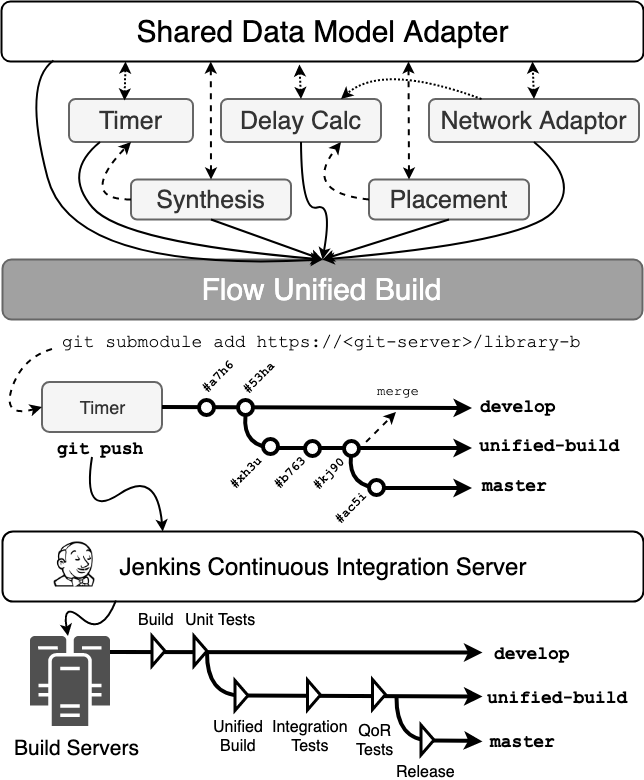 Shared Data Model Adapter
Timer
Delay Calc
Network Adaptor
Synthesis
Placement
Flow Unified Build
git submodule add https://<git-server>/library-b
#a7h6
#53ha
merge
Timer
develop
git push
unified-build
#xh3u
#b763
#kj90
master
#ac5i
Jenkins Continuous Integration Server
Build
Unit Tests
develop
unified-build
Unified
Build
Integration
Tests
QoR
Tests
master
Build Servers
Release